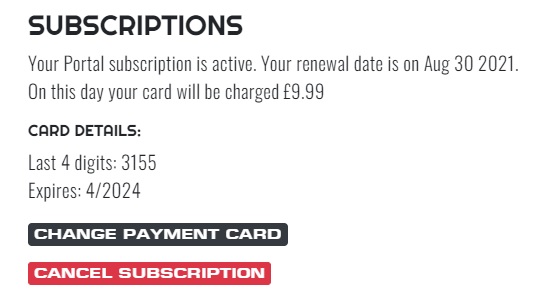 SUBSCRIPTIONS
Your Portal subscription is active. Your renewal date is on Aug 30 2021.
On this day your card will be charged £9.99
CARD DETAILS:
Last 4 digits: 3155
Expires: 4/2024
CHANGE PAYMENT CARD
CANCEL SUBSCRIPTION